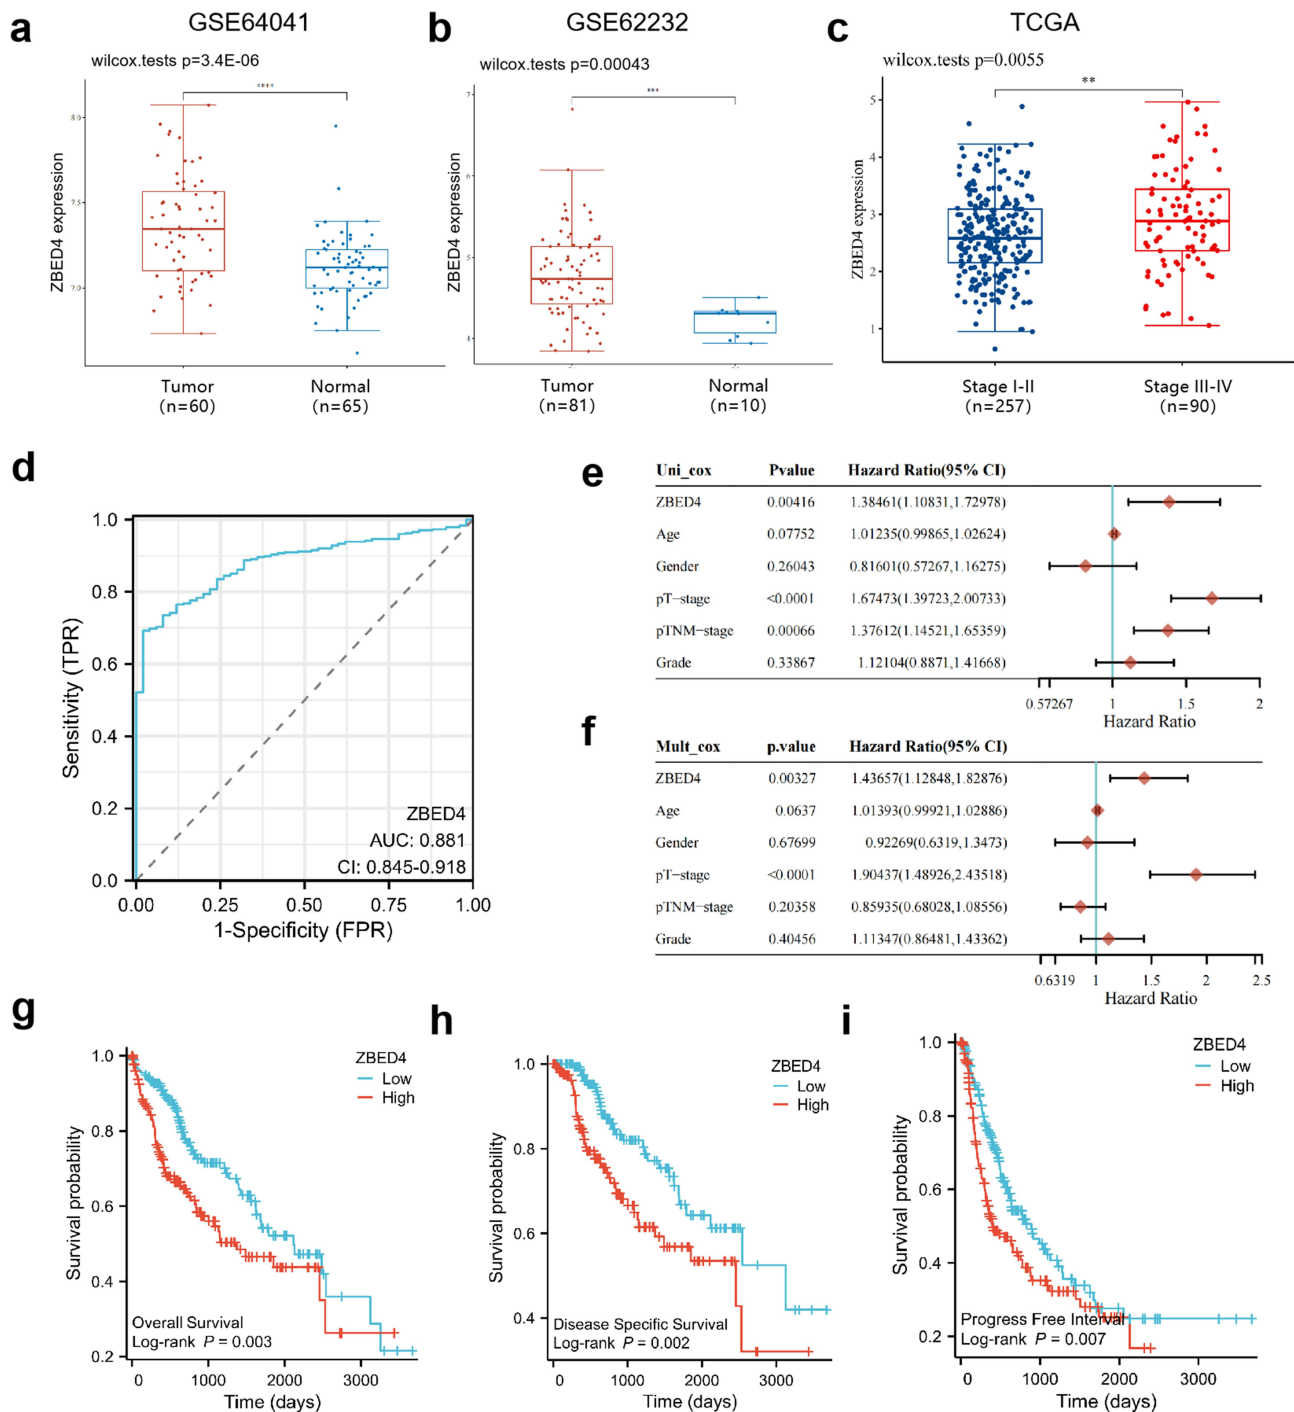 a
GSE64041
wilcox.tests p=3.4E-06
****
ZBED4 expression
8.0
7.5
7.0
Tumor
(n=60)
Normal
(n=65)
b
GSE62232
wilcox.tests p=0.00043
***
ZBED4 expression
7
6
5
4
Tumor
(n=81)
Normal
(n=10)
c
TCGA
wilcox.tests p=0.0055
**
ZBED4 expression
5
4
3
2
1
Stage I-II
(n=257)
Stage III-IV
(n=90)
d
Sensitivity (TPR)
1.0
0.8
0.6
0.4
0.2
0.0
ZBED4
AUC: 0.881
CI: 0.845-0.918
0.00 0.25 0.50 0.75 1.00
1-Specificity (FPR)
e
Uni_cox Pvalue Hazard Ratio(95% CI)
ZBED4 0.00416 1.38461(1.10831,1.72978)
Age 0.07752 1.01235(0.99865,1.02624)
Gender 0.26043 0.81601(0.57267,1.16275)
pT−stage <0.0001 1.67473(1.39723,2.00733)
pTNM−stage 0.00066 1.37612(1.14521,1.65359)
Grade 0.33867 1.12104(0.8871,1.41668)
0.57267 1 1.5 2
Hazard Ratio
f
Mult_cox p.value Hazard Ratio(95% CI)
ZBED4 0.00327 1.43657(1.12848,1.82876)
Age 0.0637 1.01393(0.99921,1.02886)
Gender 0.67699 0.92269(0.6319,1.3473)
pT−stage <0.0001 1.90437(1.48926,2.43518)
pTNM−stage 0.20358 0.85935(0.68028,1.08556)
Grade 0.40456 1.11347(0.86481,1.43362)
0.6319 1 1.5 2 2.5
Hazard Ratio
g
ZBED4
Low
High
Survival probability
1.0
0.8
0.6
0.4
0.2
Overall Survival
Log-rank P = 0.003
0 1000 2000 3000
Time (days)
h
ZBED4
Low
High
Survival probability
1.0
0.8
0.6
0.4
Disease Specific Survival
Log-rank P = 0.002
0 1000 2000 3000
Time (days)
i
ZBED4
Low
High
Survival probability
1.0
0.8
0.6
0.4
0.2
Progress Free Interval
Log-rank P = 0.007
0 1000 2000 3000
Time (days)